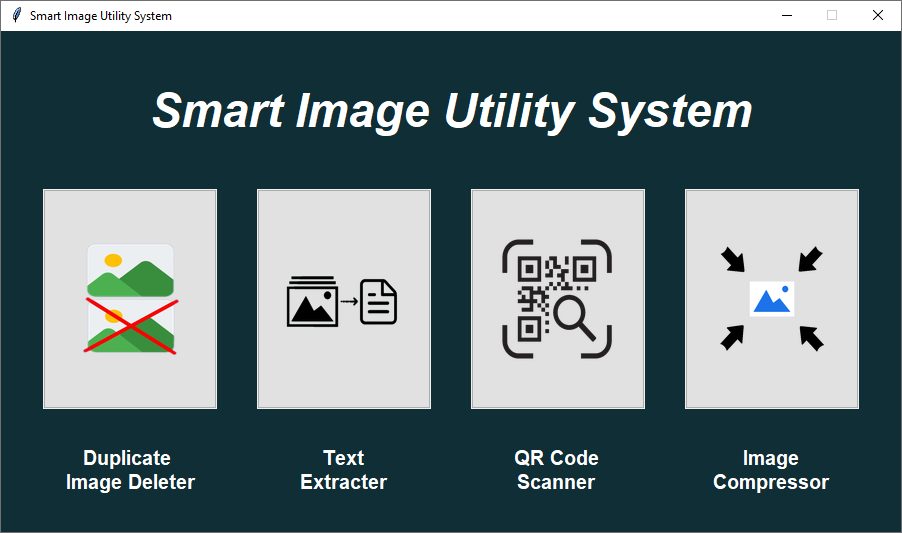 Smart Image Utility System
Smart Image Utility System
Duplicate
Image Deleter
Text
Extracter
QR Code
Scanner
Image
Compressor